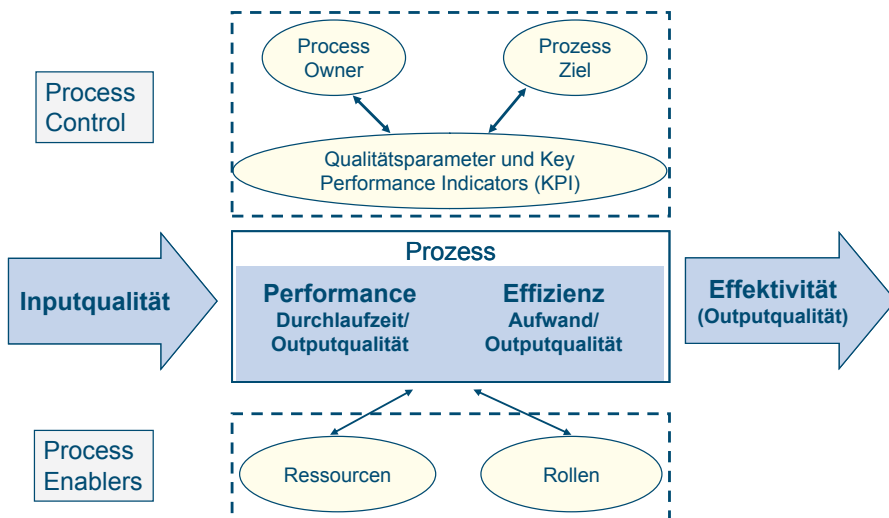 Process
Owner
Prozess
Ziel
Process
Control
Qualitätsparameter und Key
Performance Indicators (KPI)
Prozess
Inputqualität
Performance
Durchlaufzeit/
Outputqualität
Effizienz
Aufwand/
Outputqualität
Effektivität
(Outputqualität)
Process
Enablers
Ressourcen
Rollen